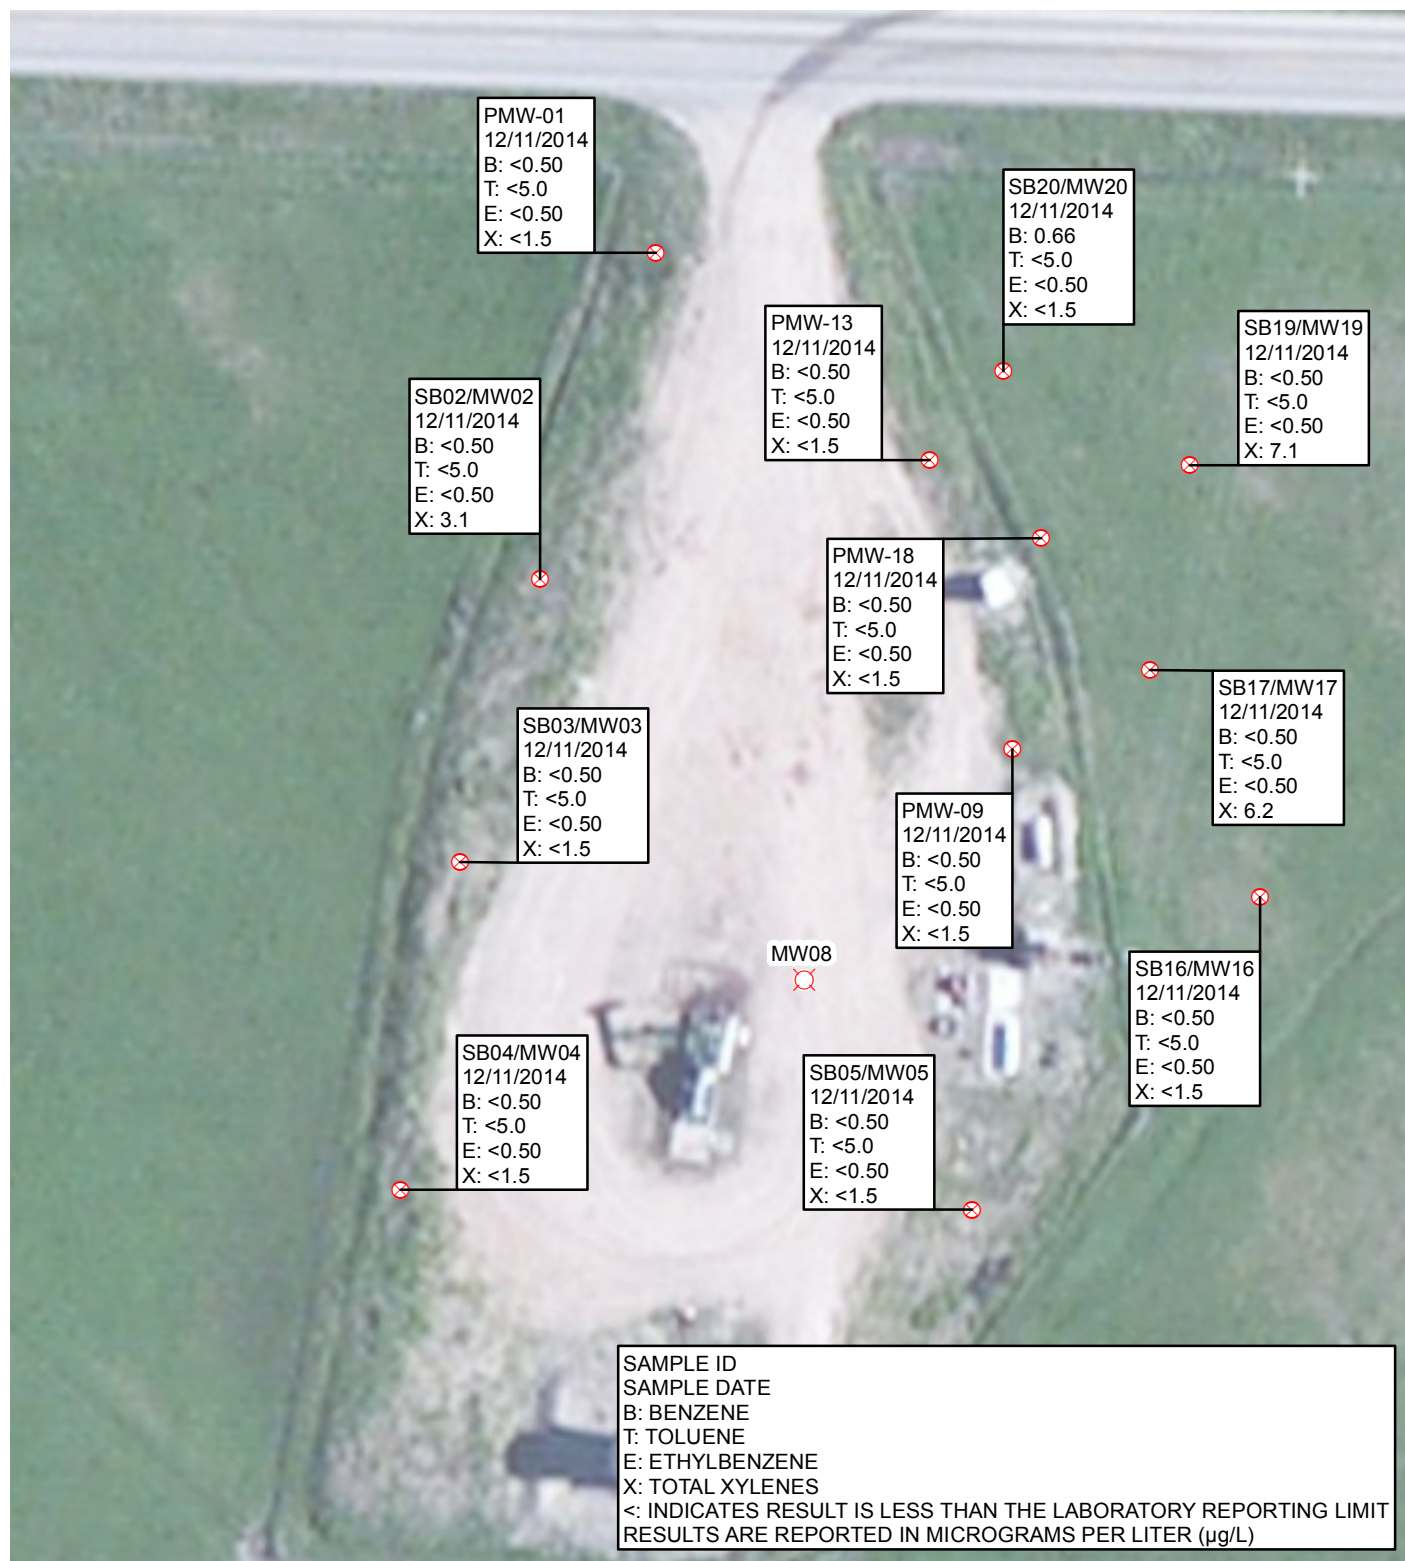 PMW-01
12/11/2014
B: <0.50
T: <5.0
E: <0.50
X: <1.5
SB20/MW20
12/11/2014
B: 0.66
T: <5.0
E: <0.50
X: <1.5
PMW-13
12/11/2014
B: <0.50
T: <5.0
E: <0.50
X: <1.5
SB19/MW19
12/11/2014
B: <0.50
T: <5.0
E: <0.50
X: 7.1
SB02/MW02
12/11/2014
B: <0.50
T: <5.0
E: <0.50
X: 3.1
PMW-18
12/11/2014
B: <0.50
T: <5.0
E: <0.50
X: <1.5
SB17/MW17
12/11/2014
B: <0.50
T: <5.0
E: <0.50
X: 6.2
SB03/MW03
12/11/2014
B: <0.50
T: <5.0
E: <0.50
X: <1.5
PMW-09
12/11/2014
B: <0.50
T: <5.0
E: <0.50
X: <1.5
MW08
SB16/MW16
12/11/2014
B: <0.50
T: <5.0
E: <0.50
X: <1.5
SB04/MW04
12/11/2014
B: <0.50
T: <5.0
E: <0.50
X: <1.5
SB05/MW05
12/11/2014
B: <0.50
T: <5.0
E: <0.50
X: <1.5
SAMPLE ID
SAMPLE DATE
B: BENZENE
T: TOLUENE
E: ETHYLBENZENE
X: TOTAL XYLENES
<: INDICATES RESULT IS LESS THAN THE LABORATORY REPORTING LIMIT
RESULTS ARE REPORTED IN MICROGRAMS PER LITER (µg/L)